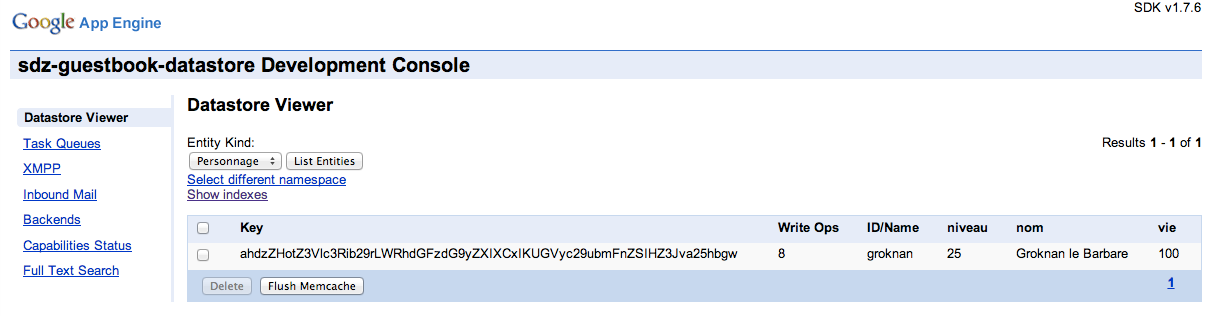 SDK v1.7.6
Google App Engine
sdz-guestbook-datastore Development Console
Datastore Viewer
Task Queues
XMPP
Inbound Mail
Backends
Capabilities Status
Full Text Search
Datastore Viewer
Entity Kind:
Results 1 - 1 of 1
Personnage List Entities
Select different namespace
Show indexes
Key Write Ops ID/Name niveau nom vie
ahdzZHotZ3Vlc3Rib29rLWRhdGFzdG9yZXIXCxIKUGVyc29ubmFnZSIHZ3Jva25hbgw 8 groknan 25 Groknan le Barbare 100
Delete Flush Memcache 1